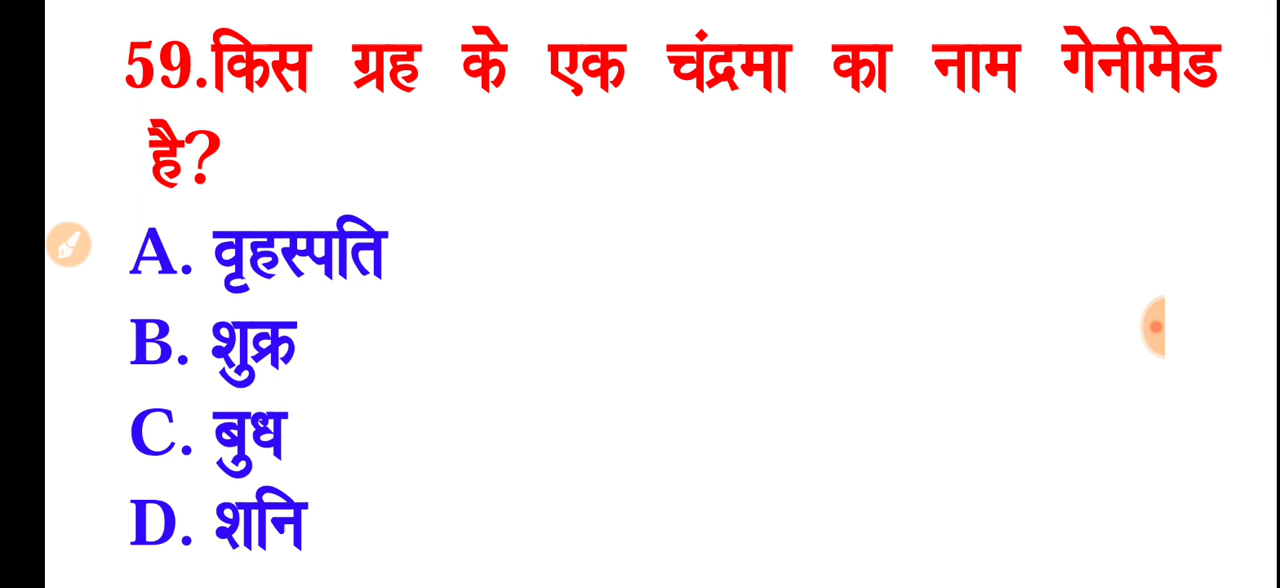 59.किस ग्रह के एक चंद्रमा का नाम गेनीमेड
है?
A. वृहस्पति
B. शुक्र
C. बुध
D. शनि